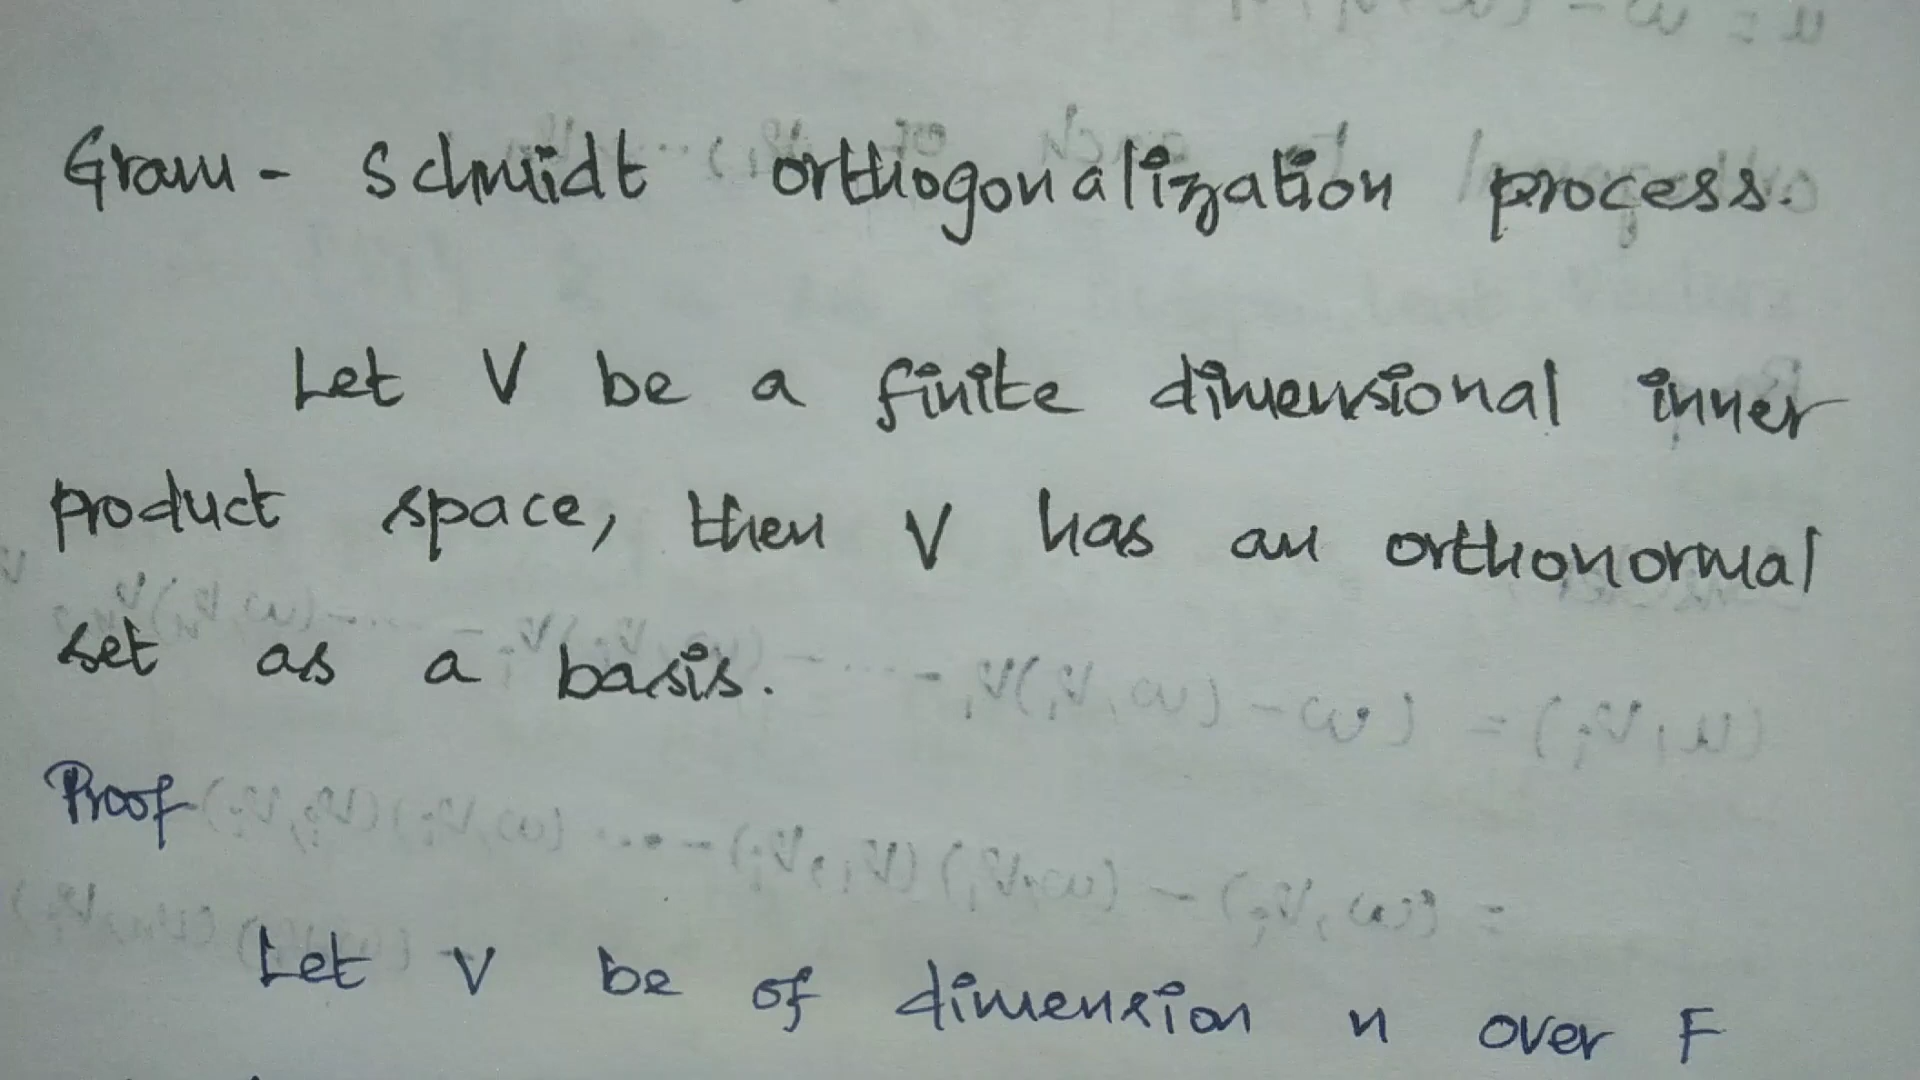 Gram - Schmidt orthogonalization process.
Let V be a finite dimensional inner
product space, then V has an orthonormal
set as a basis.
Proof
Let V be of dimension n over F